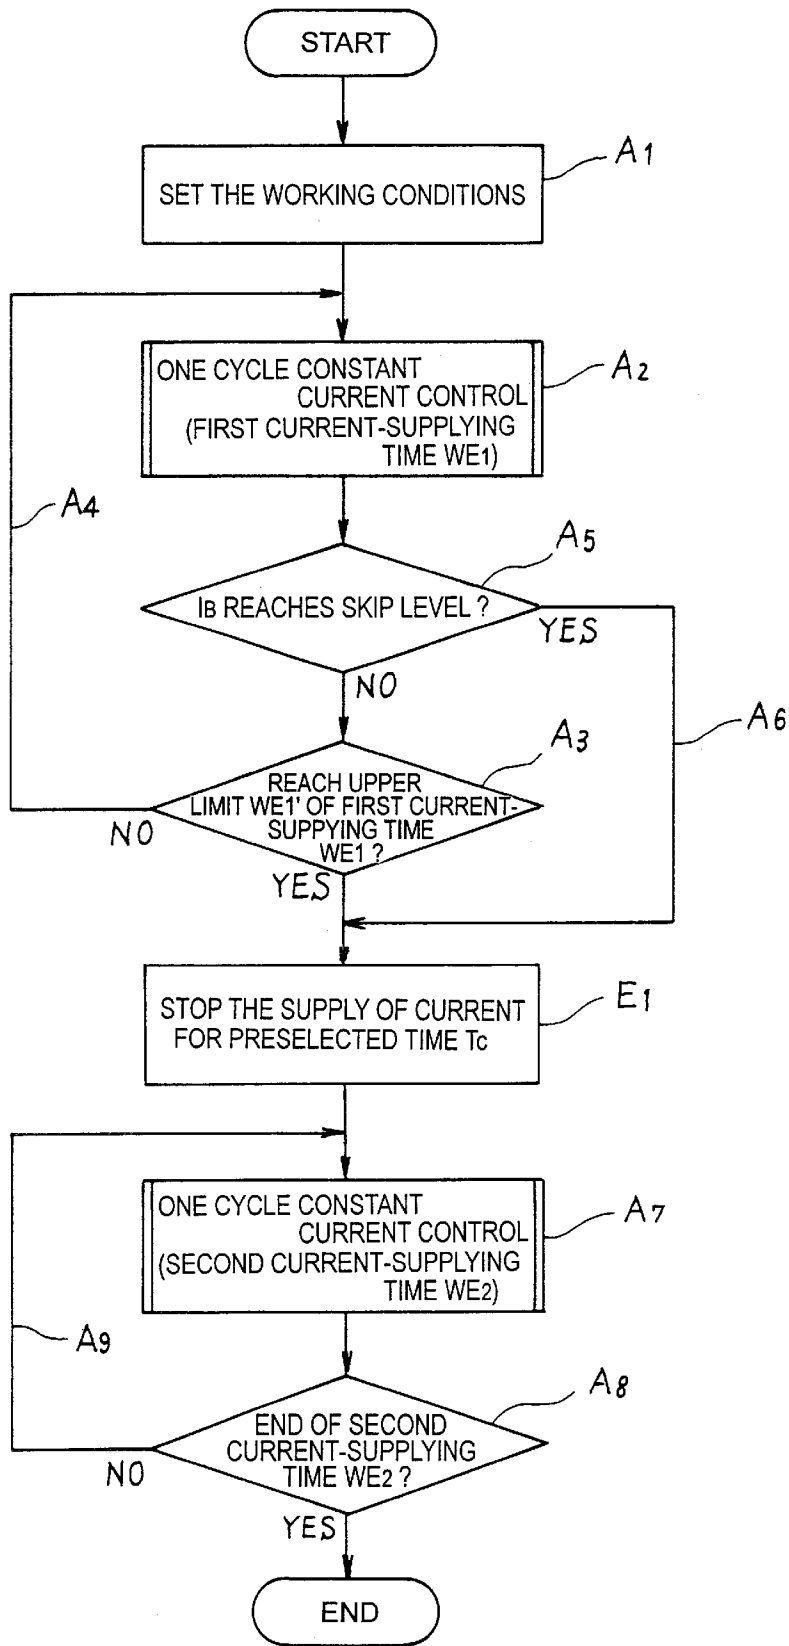 START
A1
SET THE WORKING CONDITIONS
A2
ONE CYCLE CONSTANT
CURRENT CONTROL
(FIRST CURRENT-SUPPLYING
TIME WE1)
A4
A5
IB REACHES SKIP LEVEL ?
YES
NO
A6
A3
REACH UPPER
LIMIT WE1' OF FIRST CURRENT-
SUPPYING TIME
WE1 ?
NO
YES
E1
STOP THE SUPPLY OF CURRENT
FOR PRESELECTED TIME Tc
A7
ONE CYCLE CONSTANT
CURRENT CONTROL
(SECOND CURRENT-SUPPLYING
TIME WE2)
A9
A8
END OF SECOND
CURRENT-SUPPLYING
TIME WE2 ?
NO
YES
END